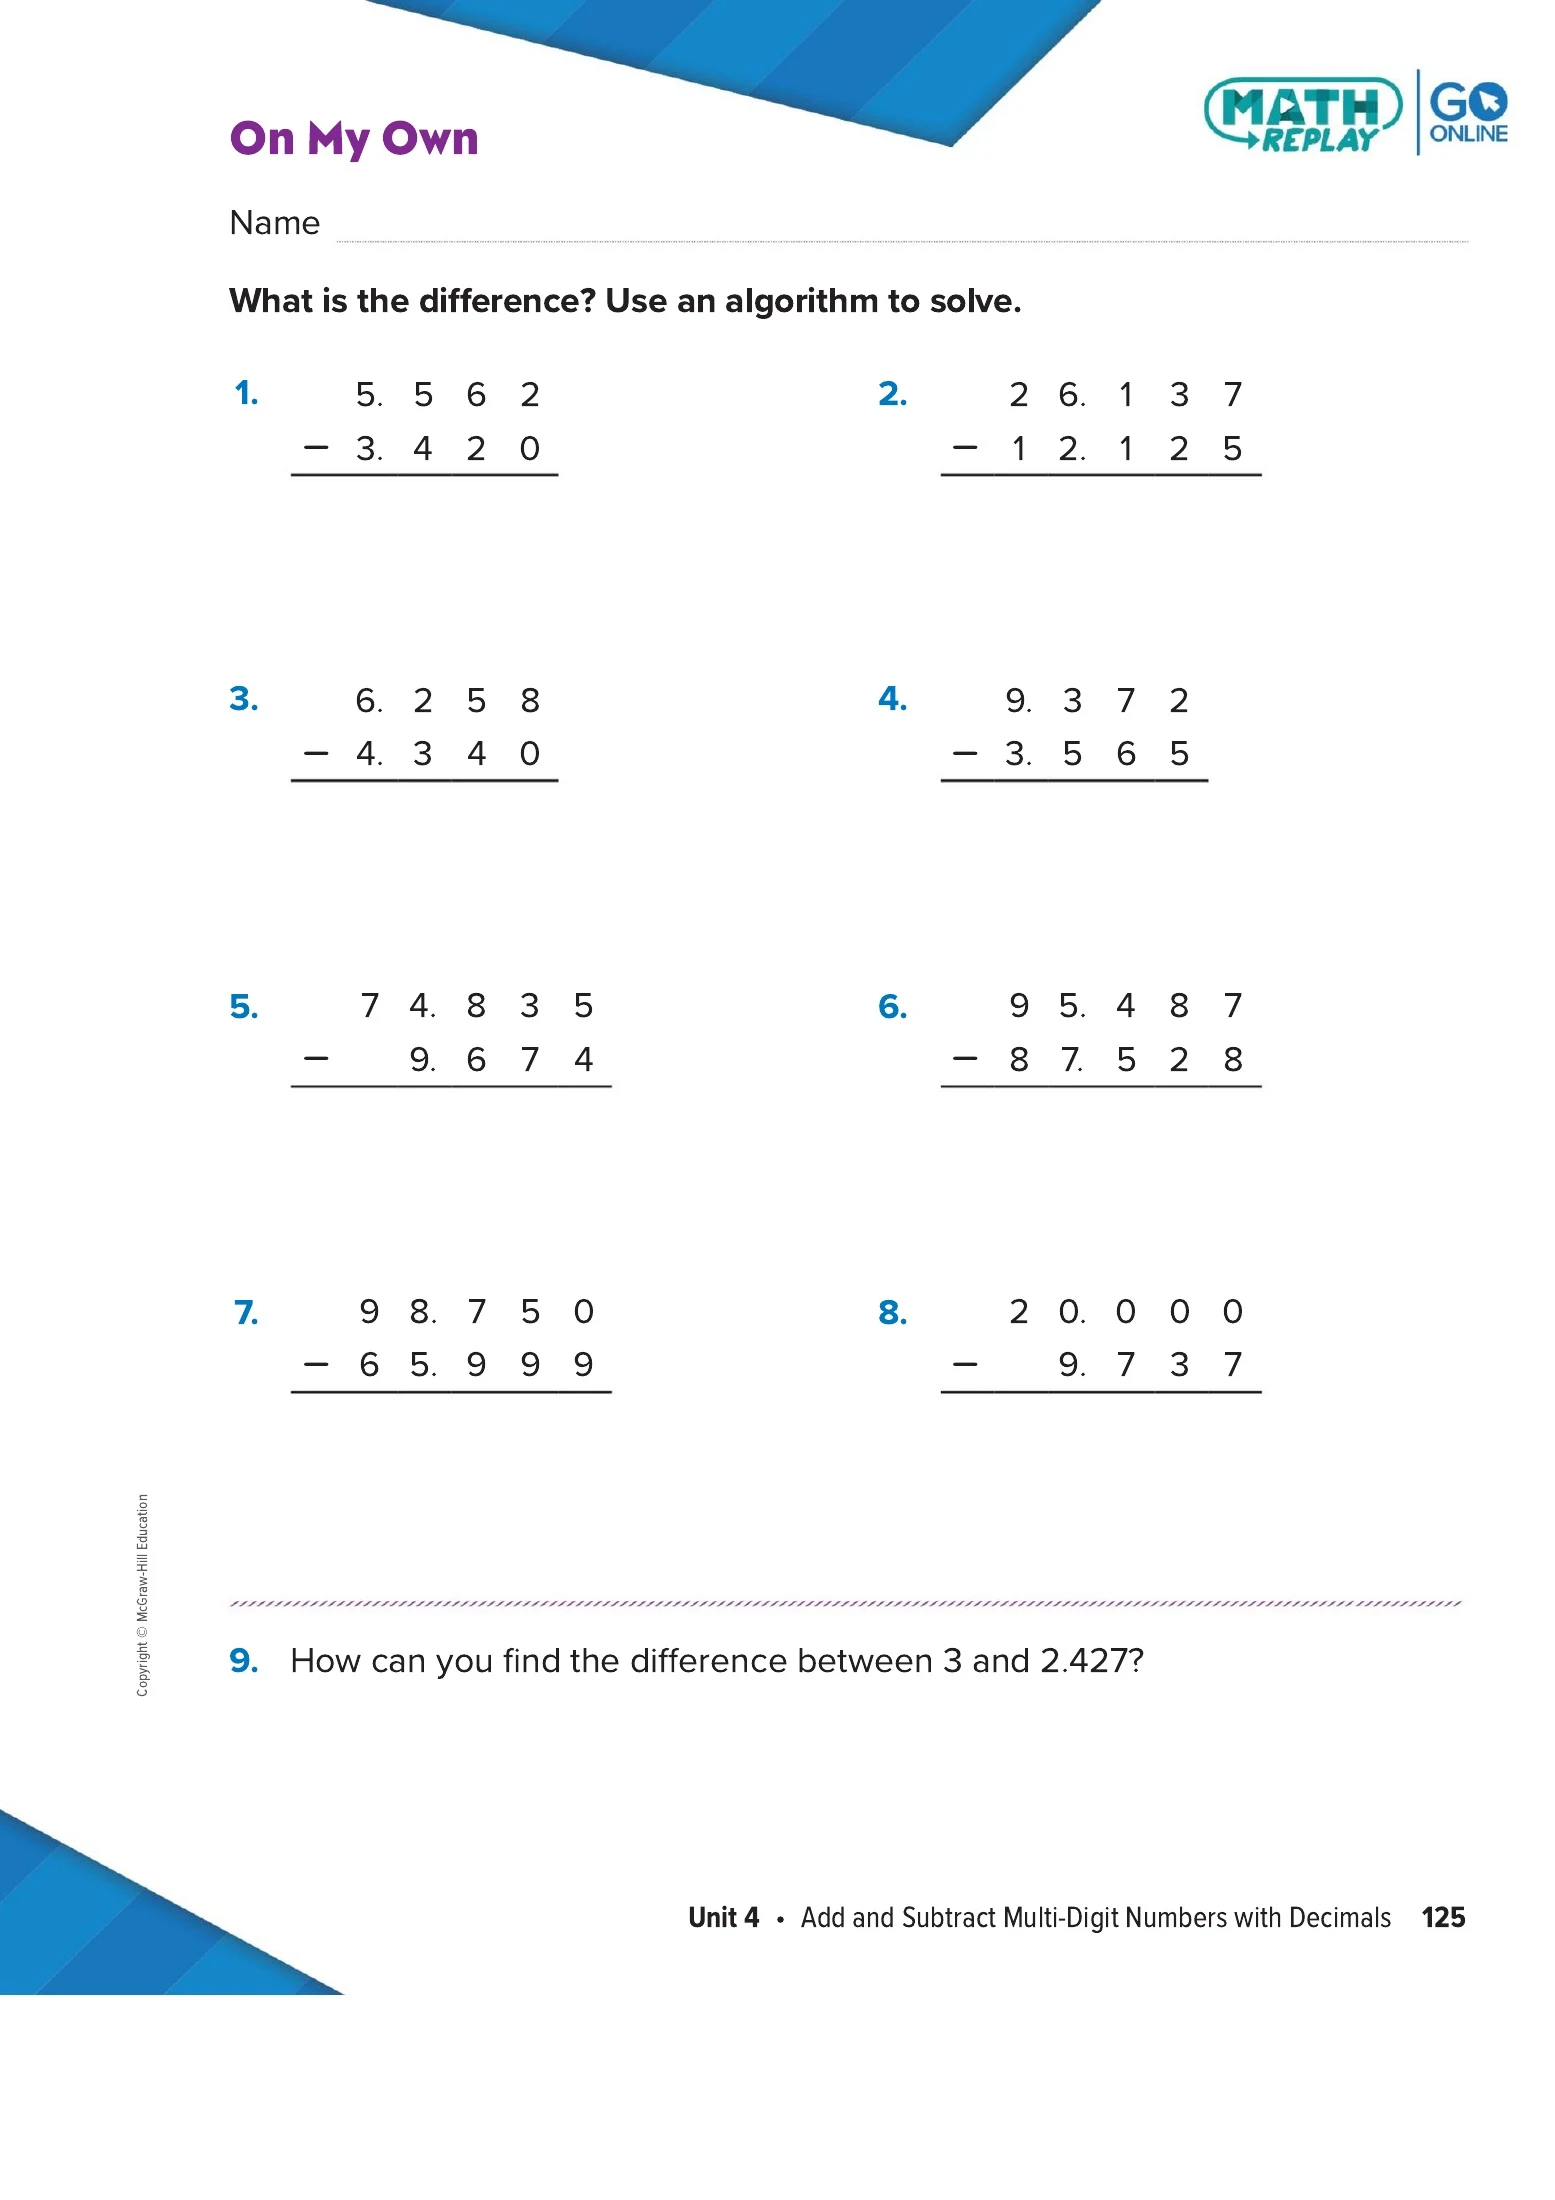 MATH REPLAY
GO ONLINE
On My Own
Name
What is the difference? Use an algorithm to solve.
1. 5. 5 6 2
− 3. 4 2 0
2. 2 6. 1 3 7
− 1 2. 1 2 5
3. 6. 2 5 8
− 4. 3 4 0
4. 9. 3 7 2
− 3. 5 6 5
5. 7 4. 8 3 5
− 9. 6 7 4
6. 9 5. 4 8 7
− 8 7. 5 2 8
7. 9 8. 7 5 0
− 6 5. 9 9 9
8. 2 0. 0 0 0
− 9. 7 3 7
Copyright © McGraw-Hill Education
9. How can you find the difference between 3 and 2.427?
Unit 4 • Add and Subtract Multi-Digit Numbers with Decimals 125